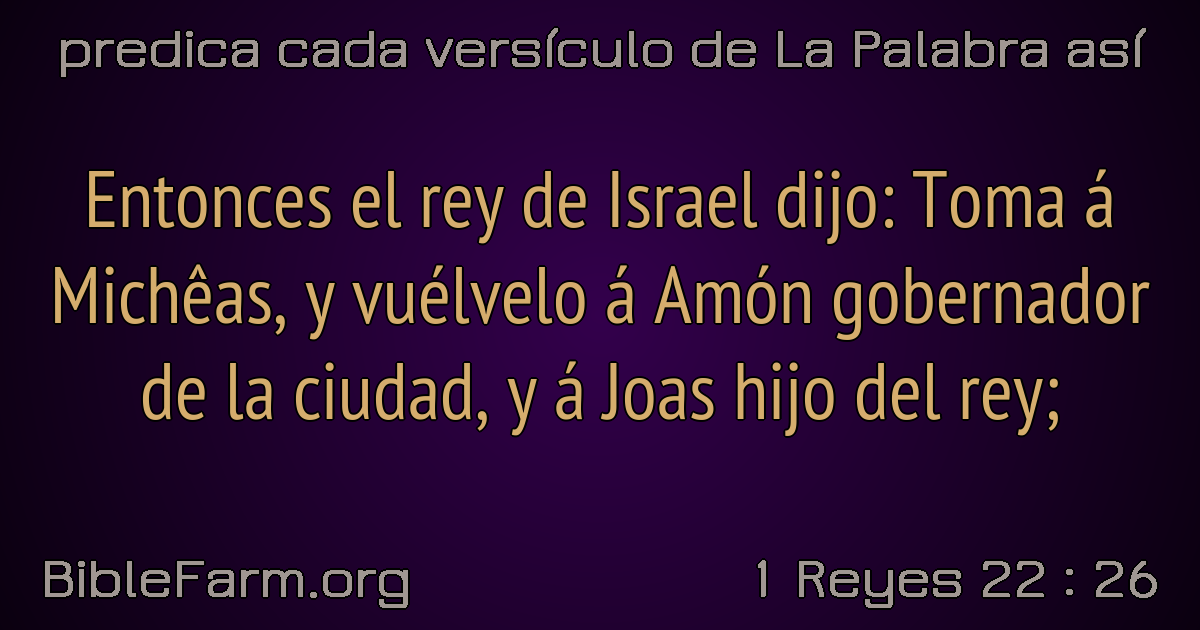 predica cada versículo de La Palabra así
Entonces el rey de Israel dijo: Toma á
Michêas, y vuélvelo á Amón gobernador
de la ciudad, y á Joas hijo del rey;
BibleFarm.org
1 Reyes 22 : 26